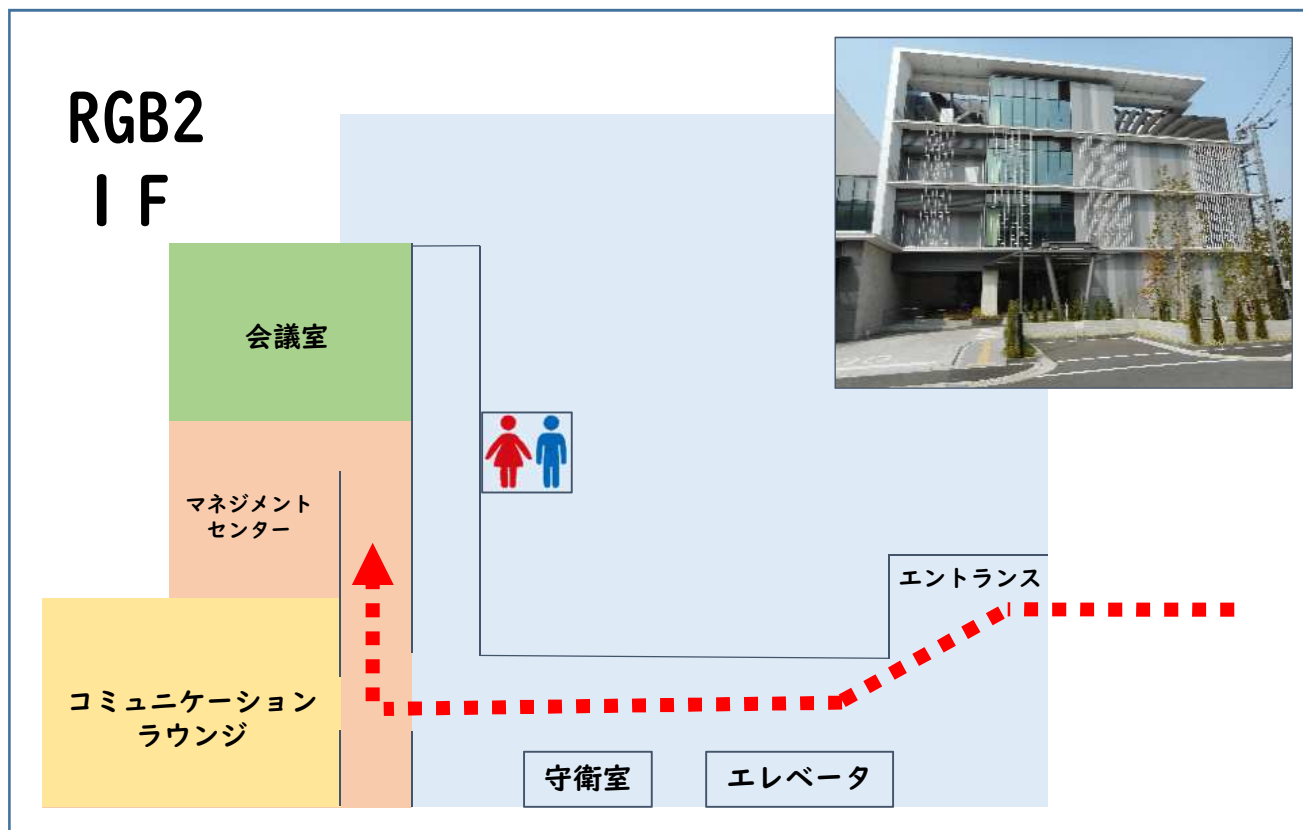 RGB2
1F
会議室
マネジメント
センター
エントランス
コミュニケーション
ラウンジ
守衛室
エレベータ